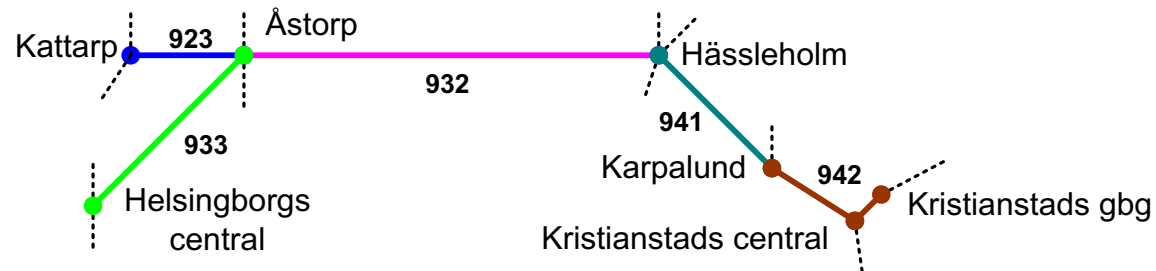 Åstorp
Kattarp
923
Hässleholm
932
941
933
Karpalund
942
Helsingborgs
central
Kristianstads gbg
Kristianstads central